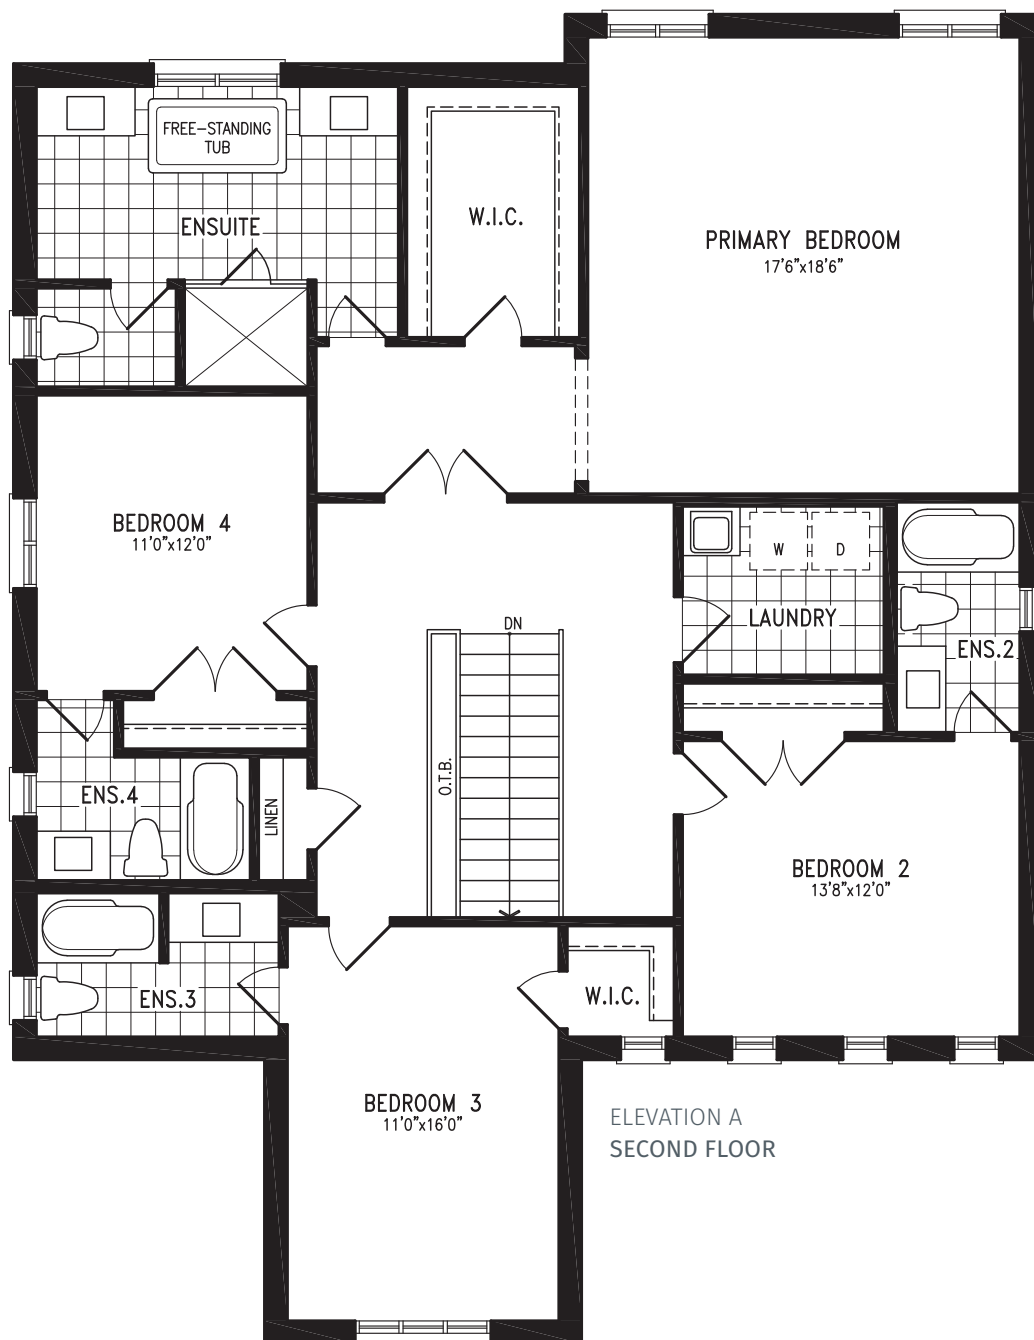 FREE-STANDING
TUB
ENSUITE
W.I.C.
PRIMARY BEDROOM
17'6"x18'6"
BEDROOM 4
11'0"x12'0"
W
D
LAUNDRY
DN
ENS.2
O.T.B.
ENS.4
LINEN
BEDROOM 2
13'8"x12'0"
ENS.3
W.I.C.
BEDROOM 3
11'0"x16'0"
ELEVATION A
SECOND FLOOR